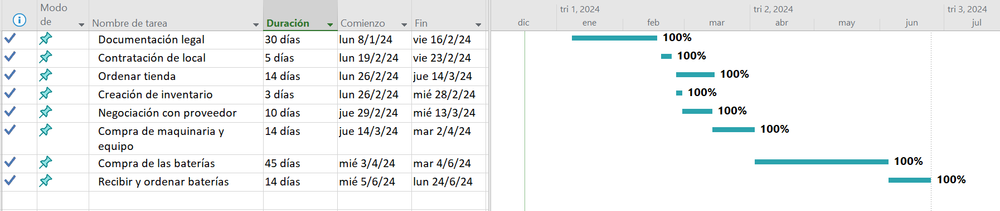 Modo de
Nombre de tarea
Duración
Comienzo
Fin
Documentación legal 30 días lun 8/1/24 vie 16/2/24
Contratación de local 5 días lun 19/2/24 vie 23/2/24
Ordenar tienda 14 días lun 26/2/24 jue 14/3/24
Creación de inventario 3 días lun 26/2/24 mié 28/2/24
Negociación con proveedor 10 días jue 29/2/24 mié 13/3/24
Compra de maquinaria y 14 días jue 14/3/24 mar 2/4/24
equipo
Compra de las baterías 45 días mié 3/4/24 mar 4/6/24
Recibir y ordenar baterías 14 días mié 5/6/24 lun 24/6/24
tri 1, 2024 tri 2, 2024 tri 3, 2024
dic ene feb mar abr may jun jul
100%
100%
100%
100%
100%
100%
100%
100%